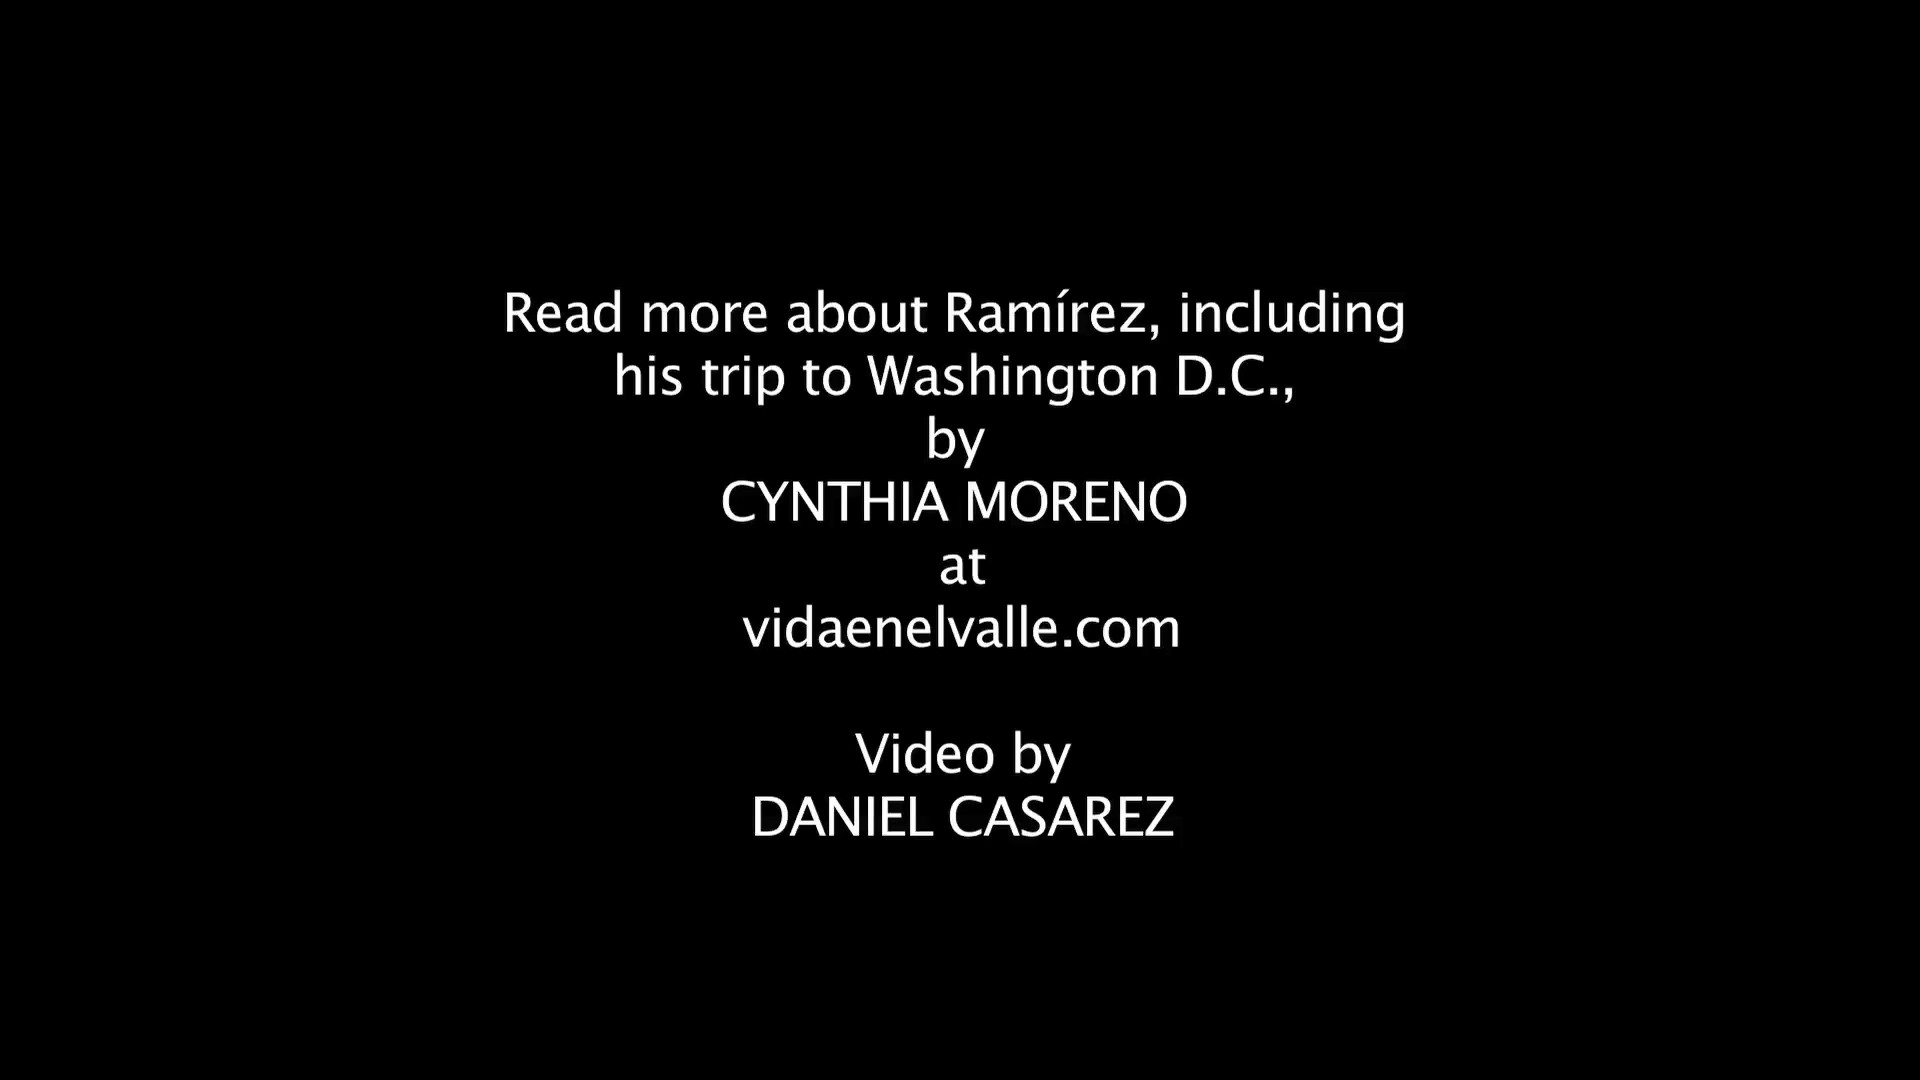 Read more about Ramírez, including
his trip to Washington D.C.,
by
CYNTHIA MORENO
at
vidaenelvalle.com
Video by
DANIEL CASAREZ